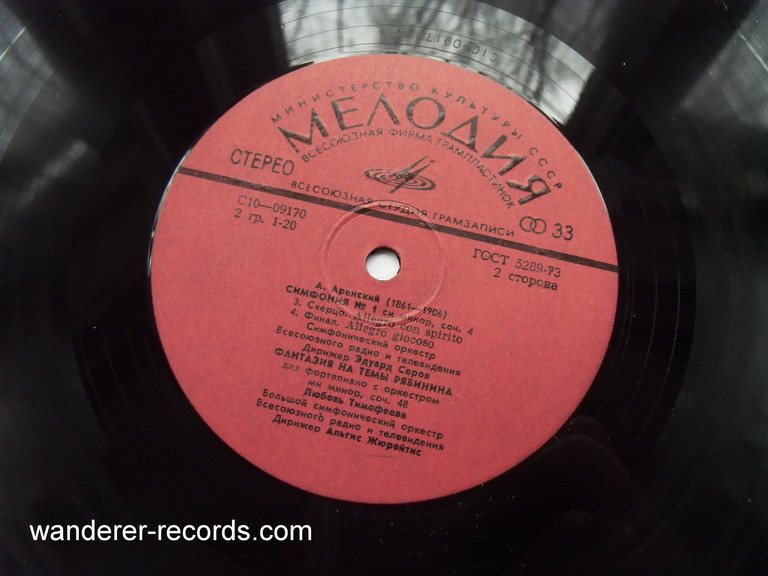 С10-09171
МИНИСТЕРСТВО КУЛЬТУРЫ СССР
МЕЛОДИЯ
ВСЕСОЮЗНАЯ ФИРМА ГРАМПЛАСТИНОК
СТЕРЕО
ВСЕСОЮЗНАЯ СТУДИЯ ГРАМЗАПИСИ
33
С10—09170
2 гр. 1-20
ГОСТ 5289-73
2 сторона
А. Аренский (1861—1906)
СИМФОНИЯ № 1 си минор, соч. 4
3. Скерцо. Allegro con spirito
4. Финал. Allegro giocoso
Симфонический оркестр
Всесоюзного радио и телевидения
Дирижер Эдуард Серов
ФАНТАЗИЯ НА ТЕМЫ РЯБИНИНА
для фортепиано с оркестром
ми минор, соч. 48
Любовь Тимофеева
Большой симфонический оркестр
Всесоюзного радио и телевидения
Дирижер Альгис Жюрайтис
wanderer-records.com